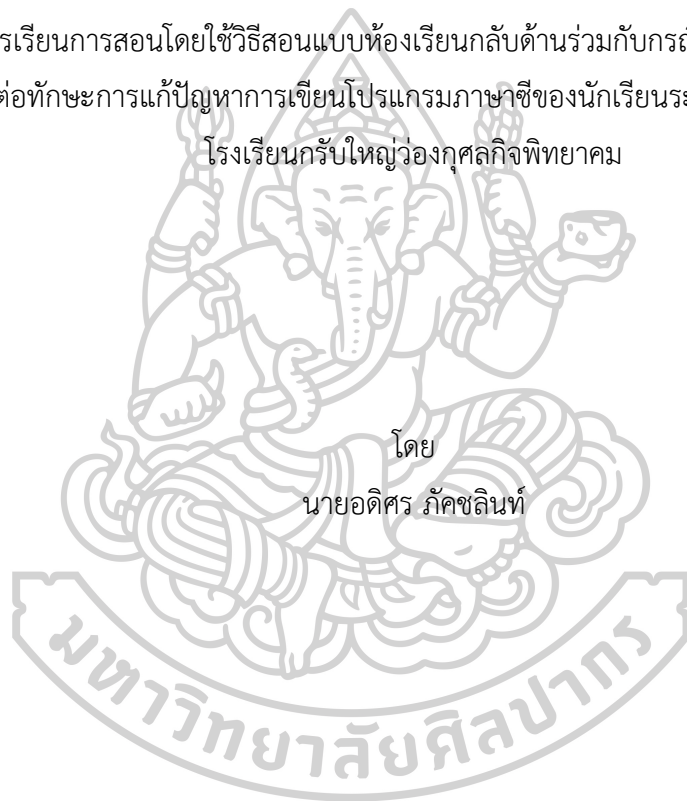 รเรียนการสอนโดยใช้วิธีสอนแบบห้องเรียนกลับด้านร่วมกับกรณ
ต่อทักษะการแก้ปัญหาการเขียนโปรแกรมภาษาซีของนักเรียนระ
โรงเรียนกรับใหญ่ว่องกุศลกิจพิทยาคม
โดย
นายอดิศร ภัคชลินท์
มหาวิทยาลัยศิลปากร